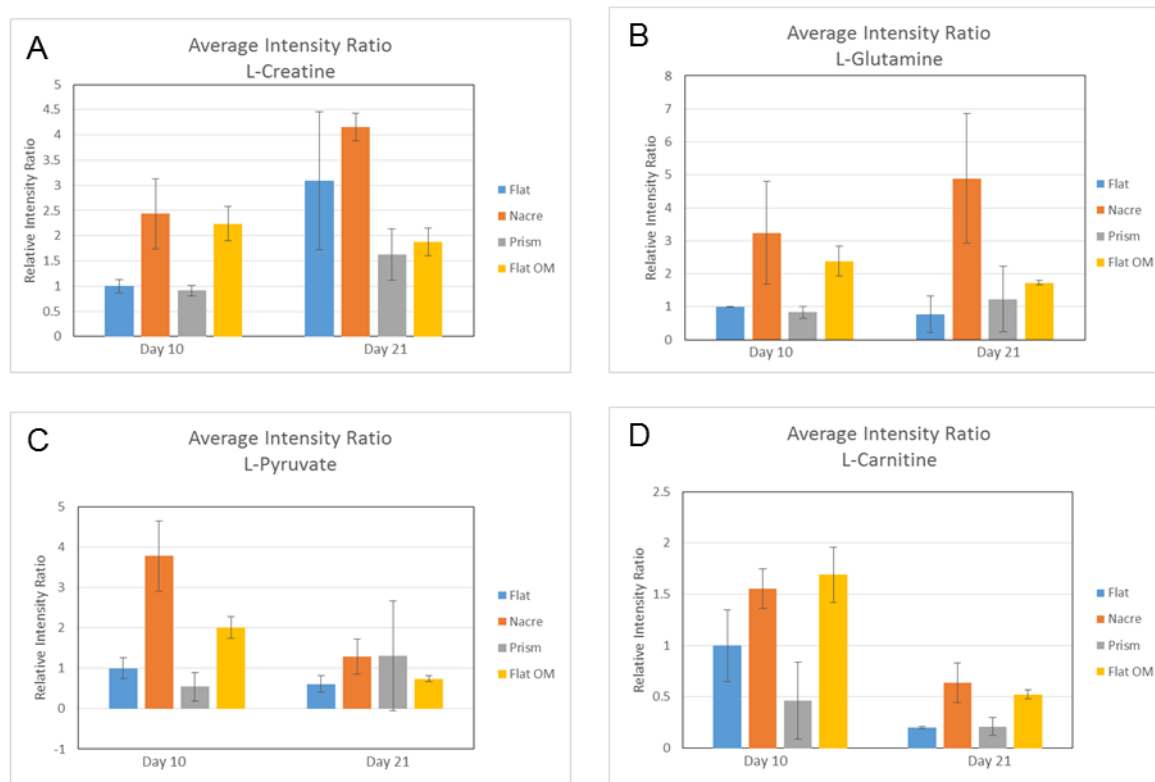 A
Average Intensity Ratio
L-Creatine
Relative Intensity Ratio
5
4.5
4
3.5
3
2.5
2
1.5
1
0.5
0
Day 10
Day 21
Flat
Nacre
Prism
Flat OM
B
Average Intensity Ratio
L-Glutamine
Relative Intensity Ratio
8
7
6
5
4
3
2
1
0
Day 10
Day 21
Flat
Nacre
Prism
Flat OM
C
Average Intensity Ratio
L-Pyruvate
Relative Intensity Ratio
5
4
3
2
1
0
-1
Day 10
Day 21
Flat
Nacre
Prism
Flat OM
D
Average Intensity Ratio
L-Carnitine
Relative Intensity Ratio
2.5
2
1.5
1
0.5
0
Day 10
Day 21
Flat
Nacre
Prism
Flat OM